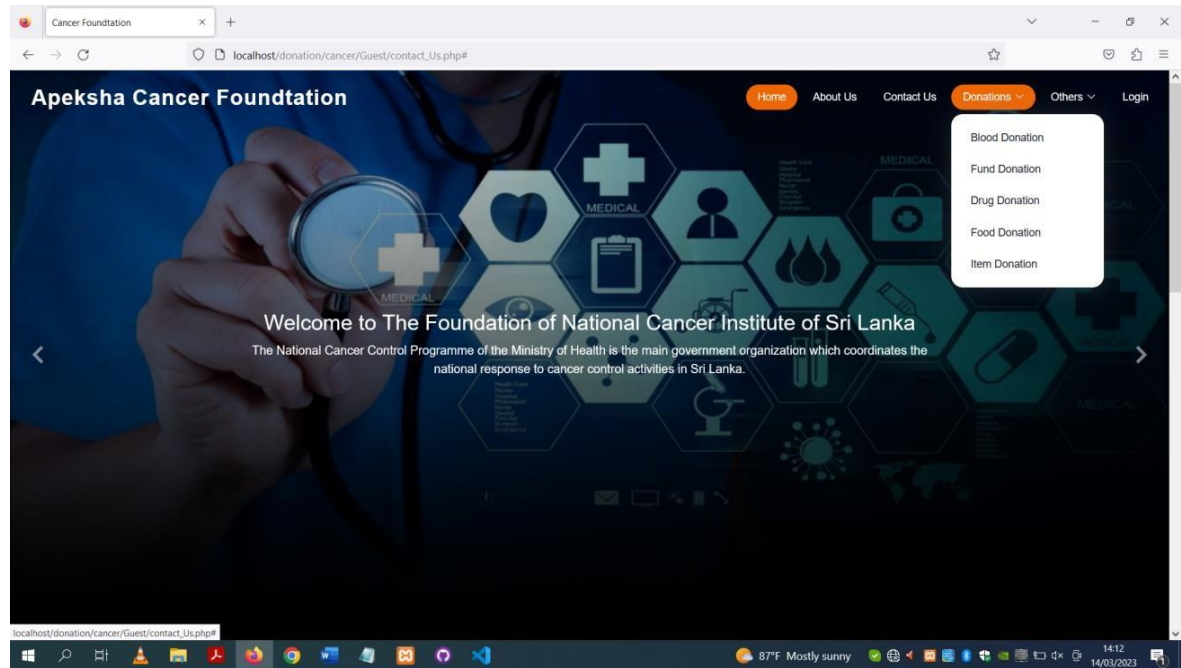 Cancer Foundtation
localhost/donation/cancer/Guest/contact_Us.php#
Apeksha Cancer Foundtation
Home About Us Contact Us Donations Others Login
Blood Donation
Fund Donation
Drug Donation
Food Donation
Item Donation
MEDICAL
MEDICAL
MEDICAL
Welcome to The Foundation of National Cancer Institute of Sri Lanka
The National Cancer Control Programme of the Ministry of Health is the main government organization which coordinates the
national response to cancer control activities in Sri Lanka.
MEDICAL
localhost/donation/cancer/Guest/contact_Us.php#
87°F Mostly sunny
14:12
14/03/2023